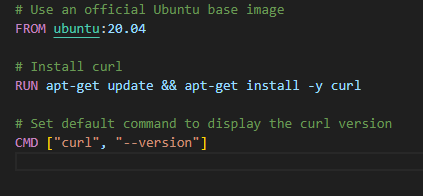 # Use an official Ubuntu base image
FROM ubuntu:20.04
# Install curl
RUN apt-get update && apt-get install -y curl
# Set default command to display the curl version
CMD ["curl", "--version"]